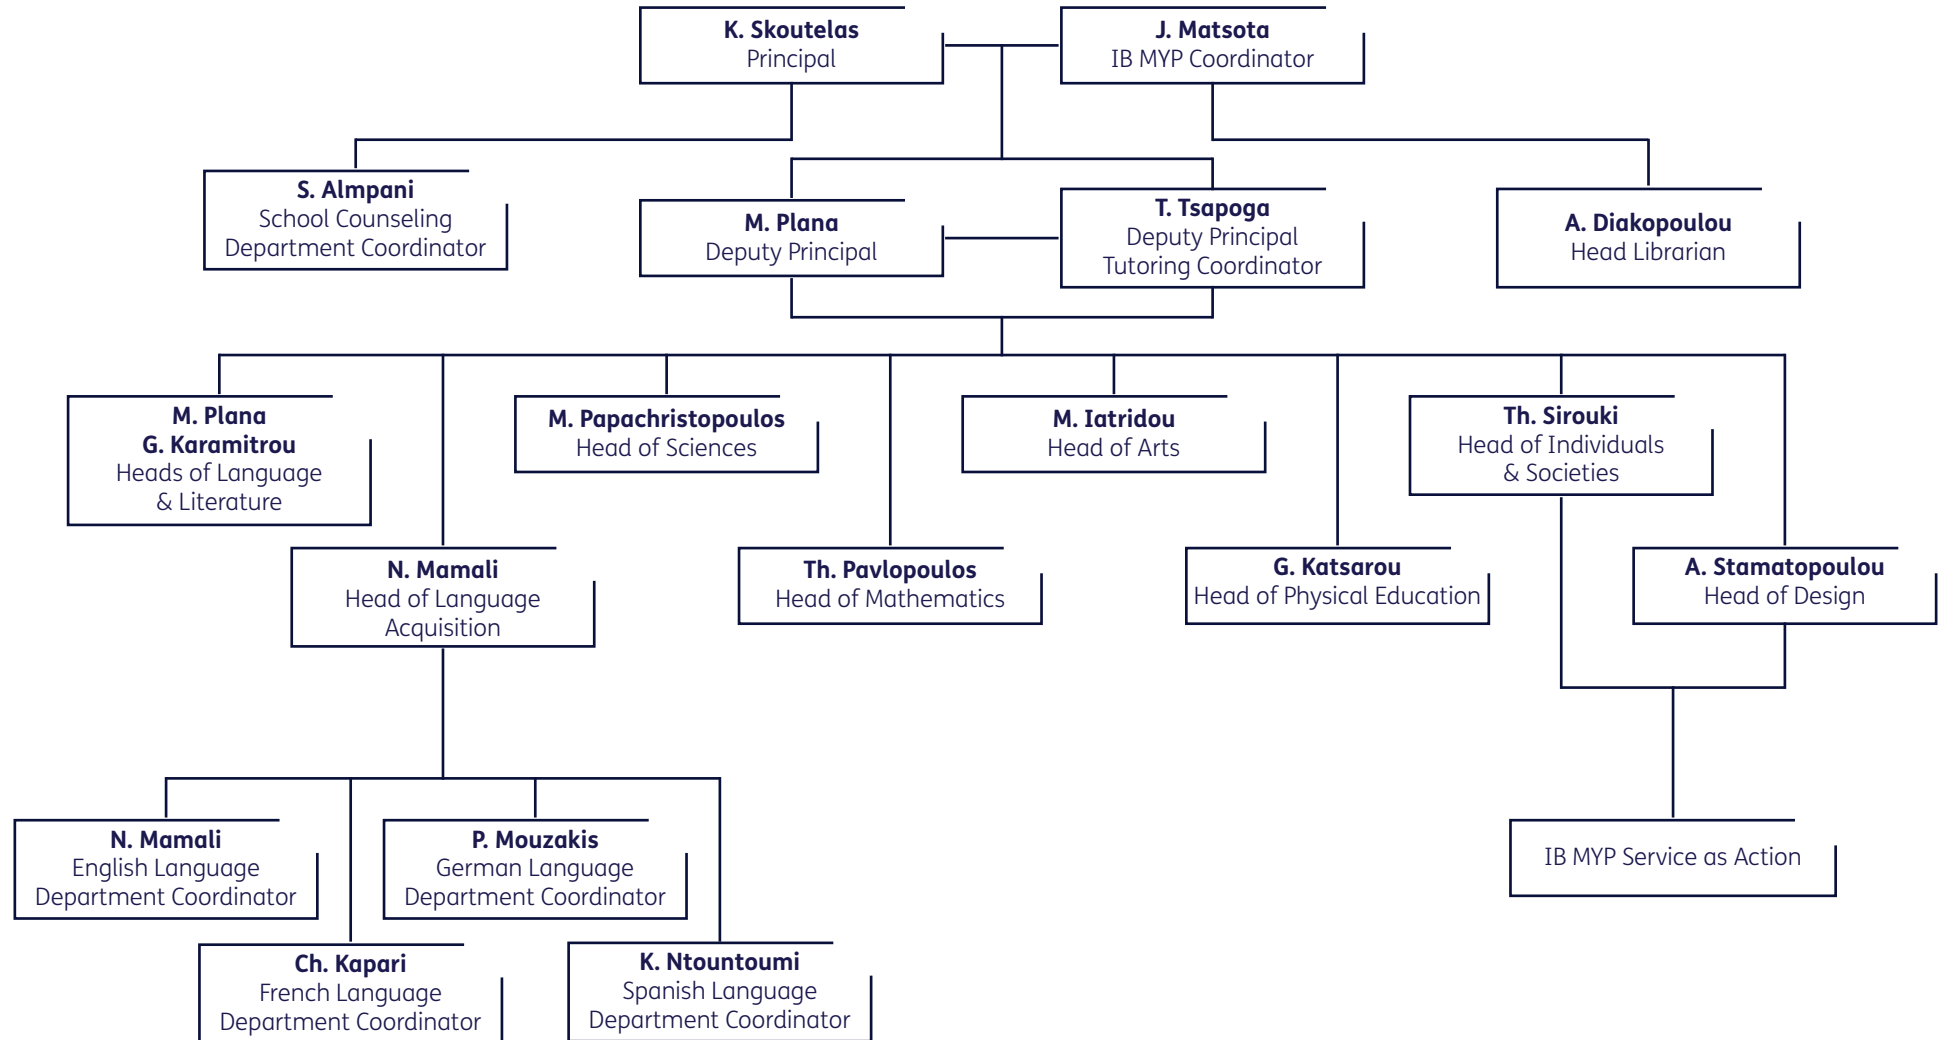 K. Skoutelas
Principal
J. Matsota
IB MYP Coordinator
S. Almpani
School Counseling
Department Coordinator
M. Plana
Deputy Principal
T. Tsapoga
Deputy Principal
Tutoring Coordinator
A. Diakopoulou
Head Librarian
M. Plana
G. Karamitrou
Heads of Language
& Literature
M. Papachristopoulos
Head of Sciences
M. Iatridou
Head of Arts
Th. Sirouki
Head of Individuals
& Societies
N. Mamali
Head of Language
Acquisition
Th. Pavlopoulos
Head of Mathematics
G. Katsarou
Head of Physical Education
A. Stamatopoulou
Head of Design
N. Mamali
English Language
Department Coordinator
P. Mouzakis
German Language
Department Coordinator
IB MYP Service as Action
Ch. Kapari
French Language
Department Coordinator
K. Ntountoumi
Spanish Language
Department Coordinator